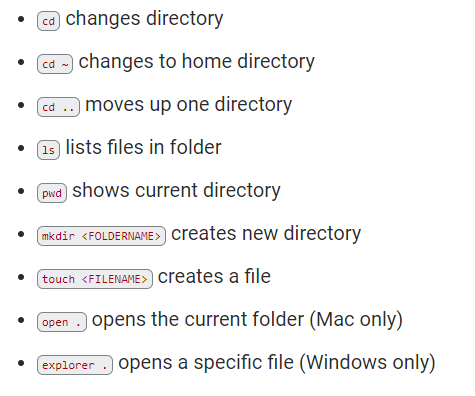 cd changes directory
cd ~ changes to home directory
cd .. moves up one directory
ls lists files in folder
pwd shows current directory
mkdir <FOLDERNAME> creates new directory
touch <FILENAME> creates a file
open . opens the current folder (Mac only)
explorer . opens a specific file (Windows only)